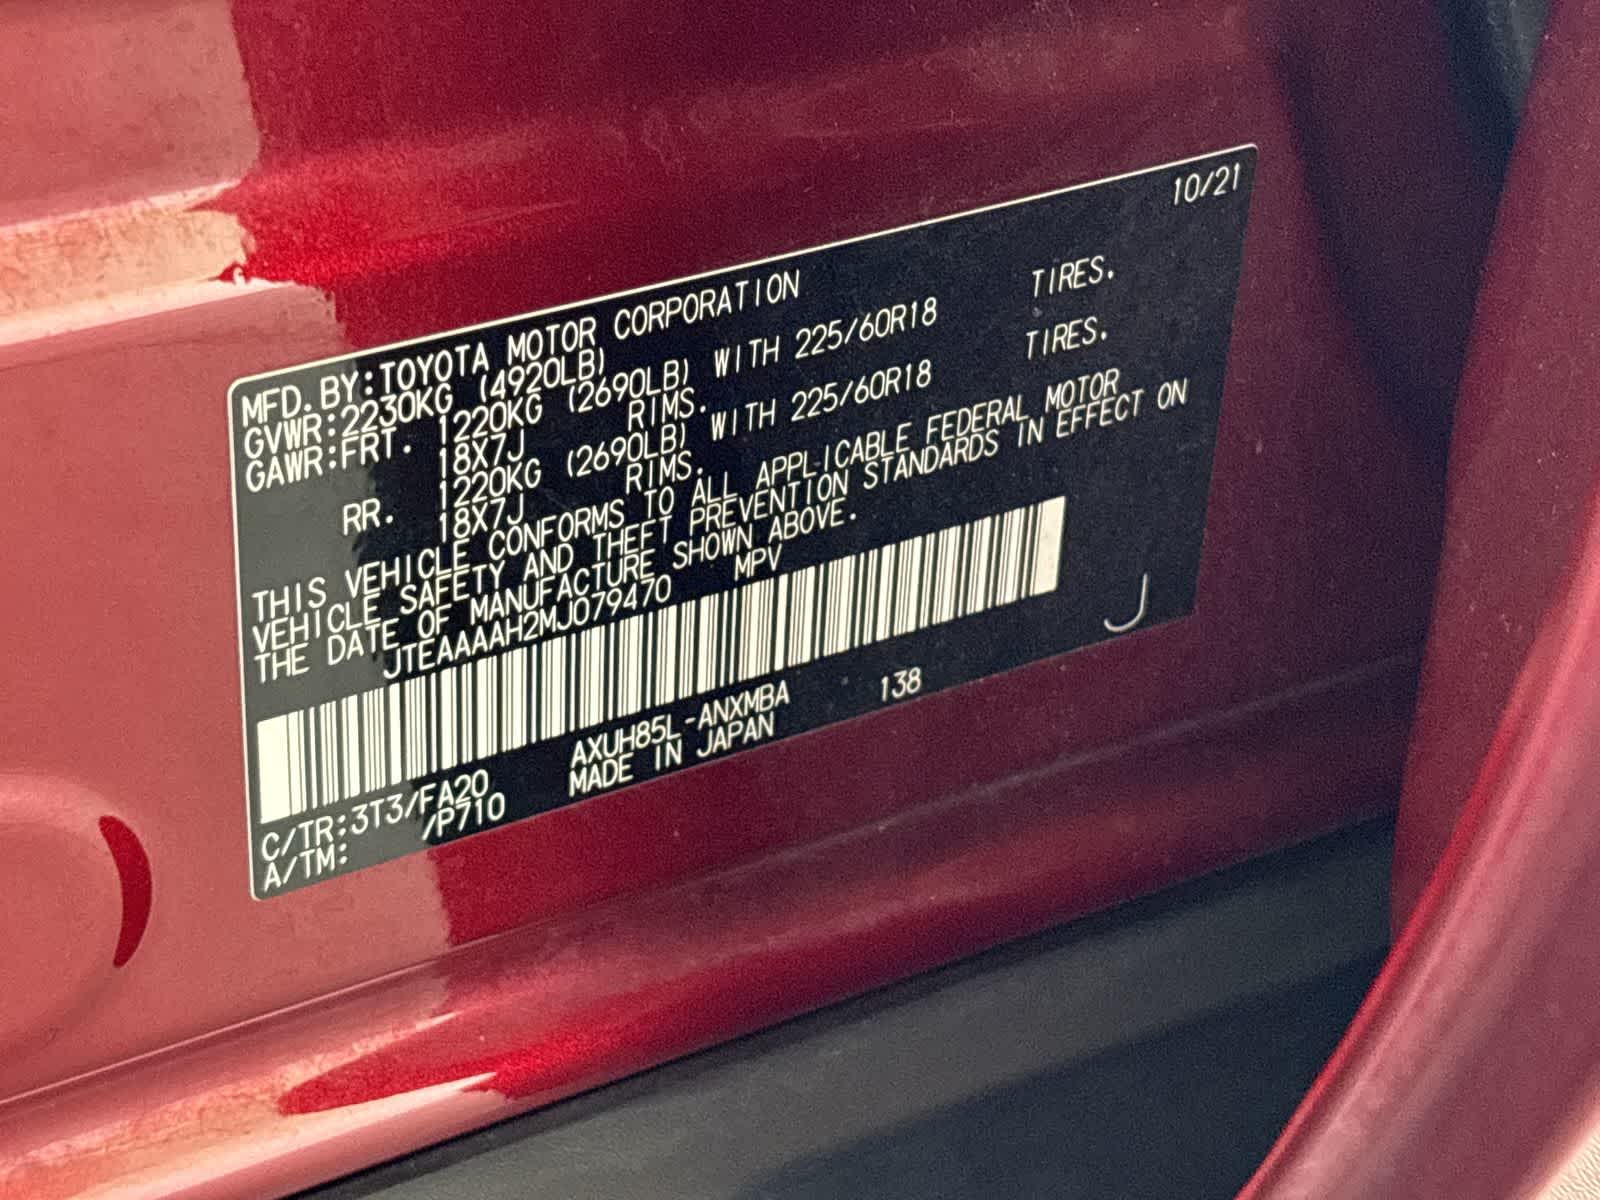 10/21
MFD. BY:TOYOTA MOTOR CORPORATION
GVWR:2230KG (4920LB)
GAWR:FRT. 1220KG (2690LB) WITH 225/60R18 TIRES.
18X7J RIMS.
RR. 1220KG (2690LB) WITH 225/60R18 TIRES.
18X7J RIMS.
THIS VEHICLE CONFORMS TO ALL APPLICABLE FEDERAL MOTOR
VEHICLE SAFETY AND THEFT PREVENTION STANDARDS IN EFFECT ON
THE DATE OF MANUFACTURE SHOWN ABOVE.
JTEAAAAH2MJ079470 MPV
J
C/TR:3T3/FA20 AXUH85L-ANXMBA 138
A/TM: /P710 MADE IN JAPAN